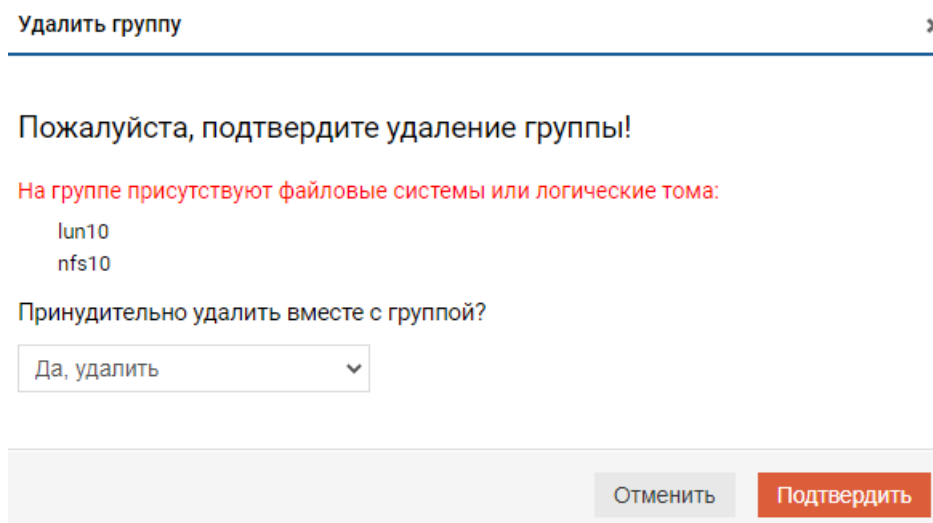 Удалить группу
Пожалуйста, подтвердите удаление группы!
На группе присутствуют файловые системы или логические тома:
lun10
nfs10
Принудительно удалить вместе с группой?
Да, удалить
Отменить
Подтвердить